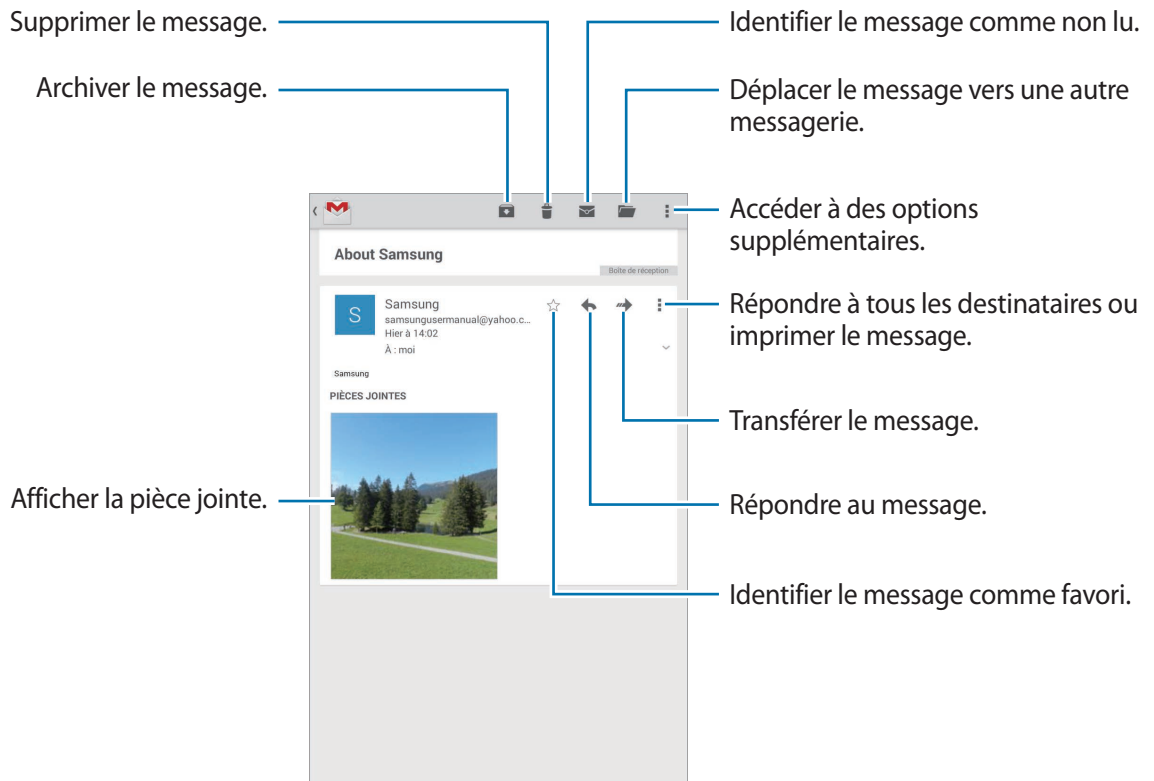 Supprimer le message.
Archiver le message.
Identifier le message comme non lu.
Déplacer le message vers une autre
messagerie.
Accéder à des options
supplémentaires.
About Samsung
Boîte de réception
S
Samsung
samsungusermanual@yahoo.c...
Hier à 14:02
À : moi
Samsung
PIÈCES JOINTES
Répondre à tous les destinataires ou
imprimer le message.
Transférer le message.
Afficher la pièce jointe.
Répondre au message.
Identifier le message comme favori.